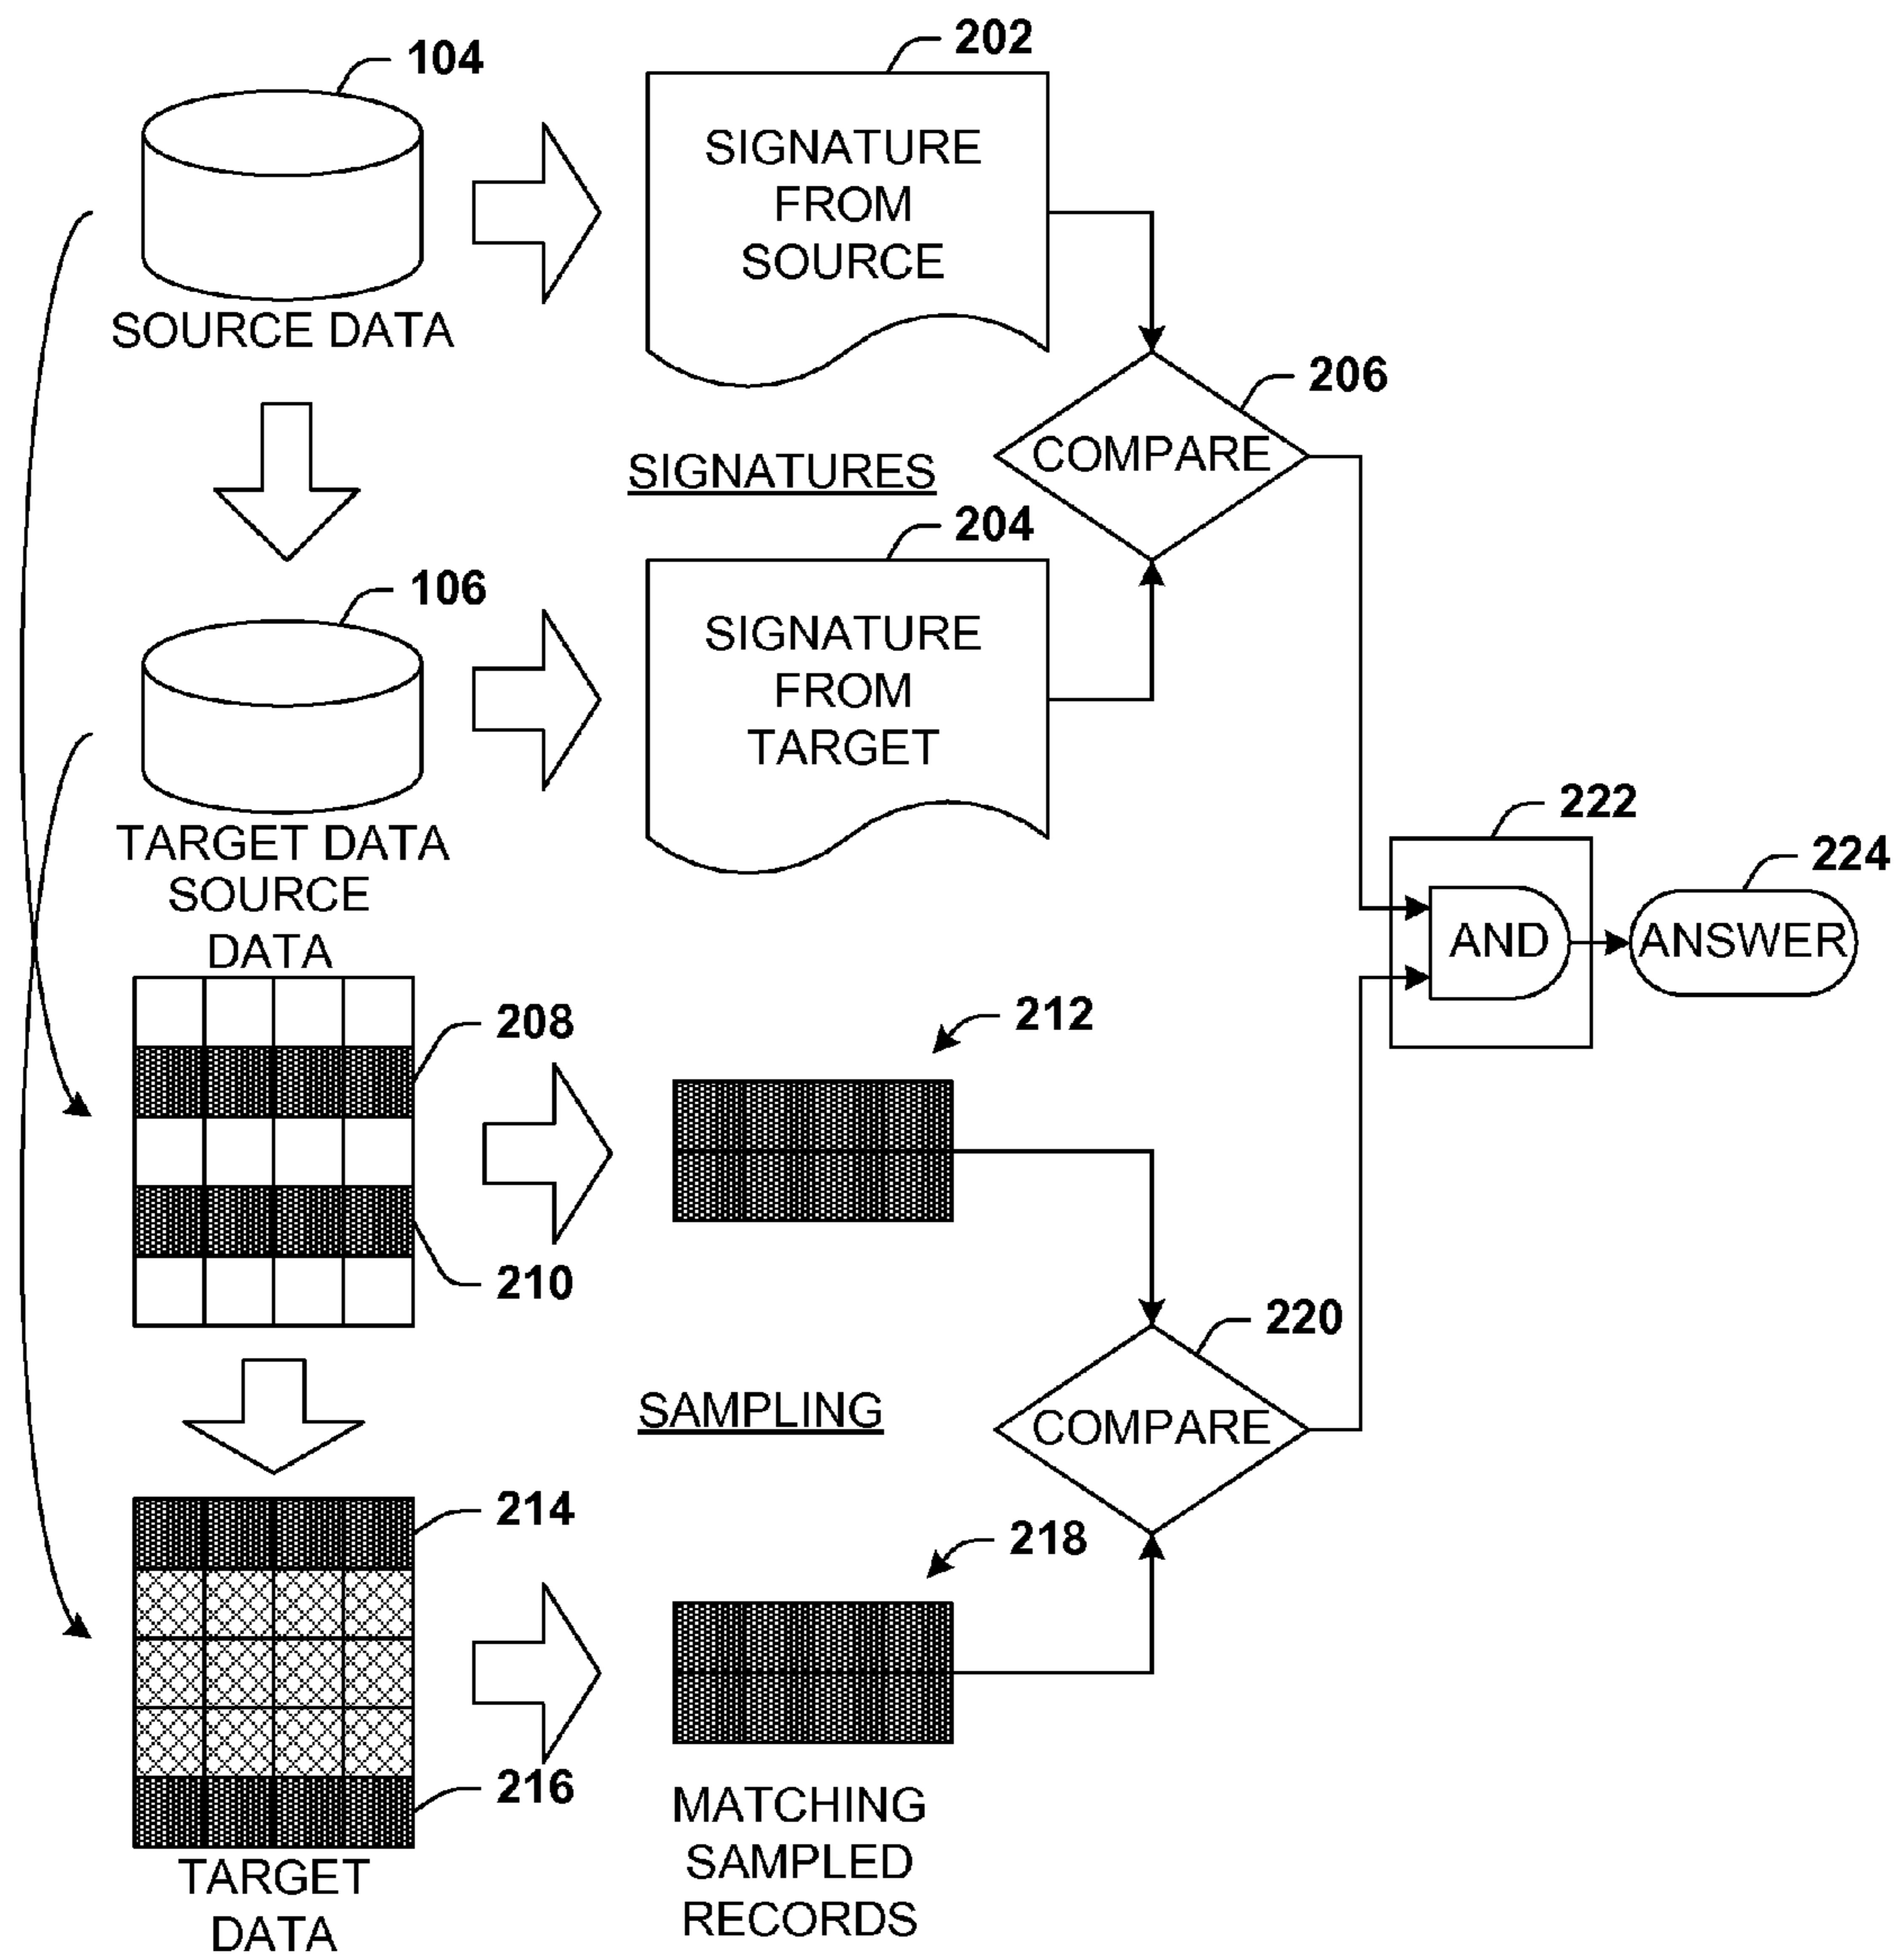 202
104
SIGNATURE
FROM
SOURCE
SOURCE DATA
206
COMPARE
SIGNATURES
204
106
SIGNATURE
FROM
TARGET
TARGET DATA
222
224
SOURCE
DATA
AND
ANSWER
208
212
210
220
SAMPLING
COMPARE
214
218
216
MATCHING
SAMPLED
RECORDS
TARGET
DATA